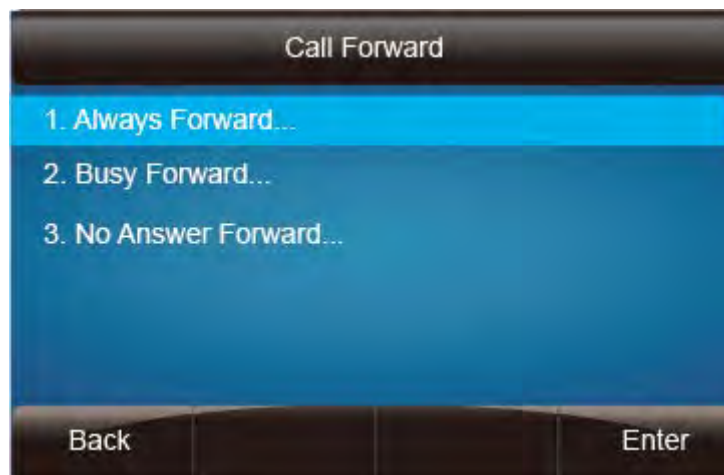 Call Forward
1. Always Forward...
2. Busy Forward...
3. No Answer Forward...
Back Enter